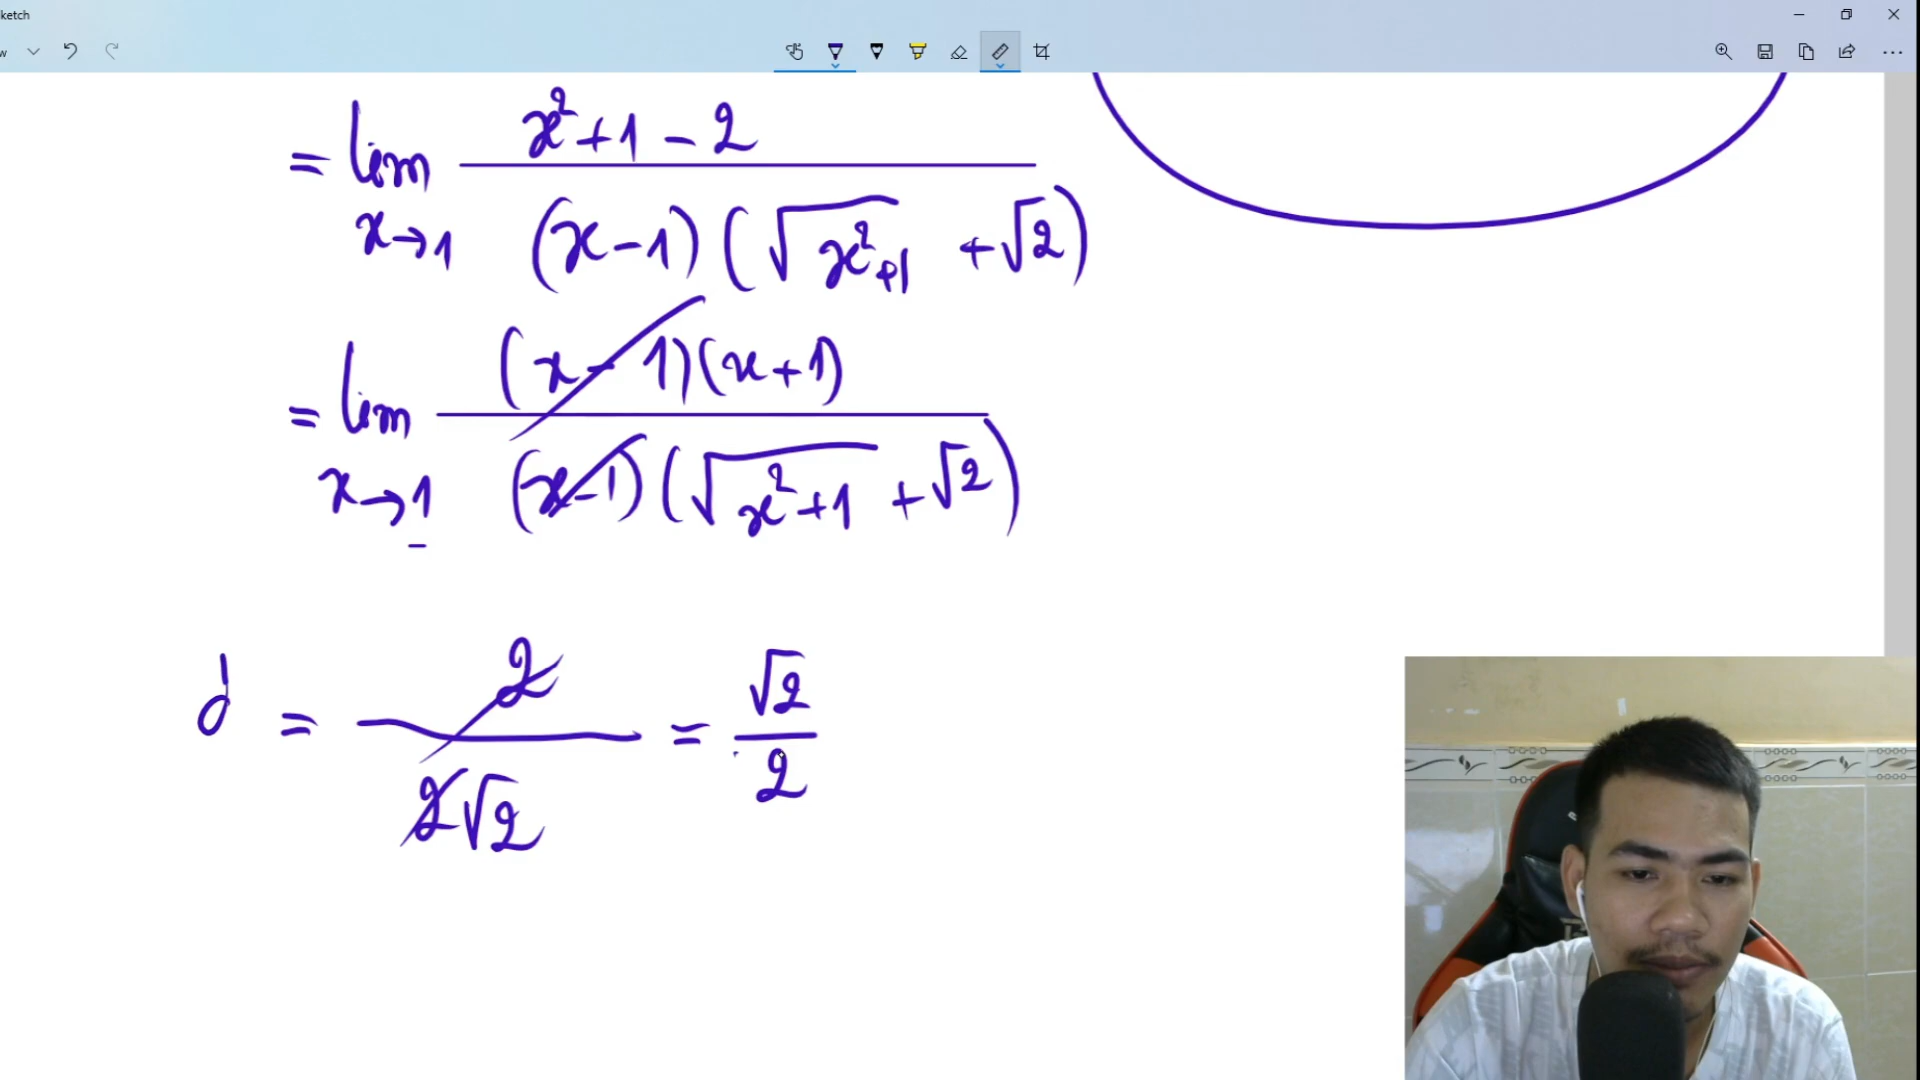 ketch
w
= lim x→1 (x²+1-2) / ((x-1)(√(x²+1) + √2))
= lim x→1 ((x-1)(x+1)) / ((x-1)(√(x²+1) + √2))
d = 2 / (2√2) = √2 / 2